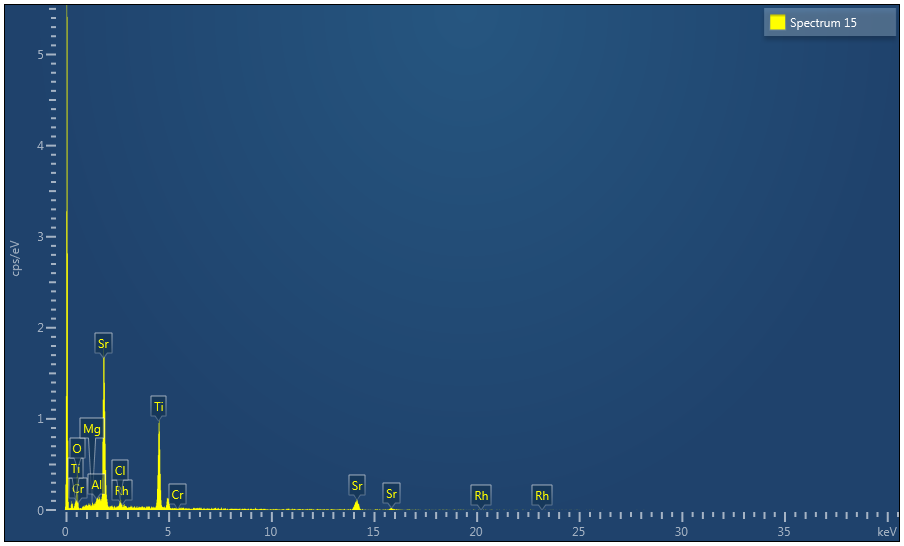 Spectrum 15
5
4
3
2
1
0
cps/eV
Sr
Ti
Mg
O
Ti
Cr
Al
Cl
Rh
Cr
Sr
Sr
Rh
Rh
0 5 10 15 20 25 30 35 keV